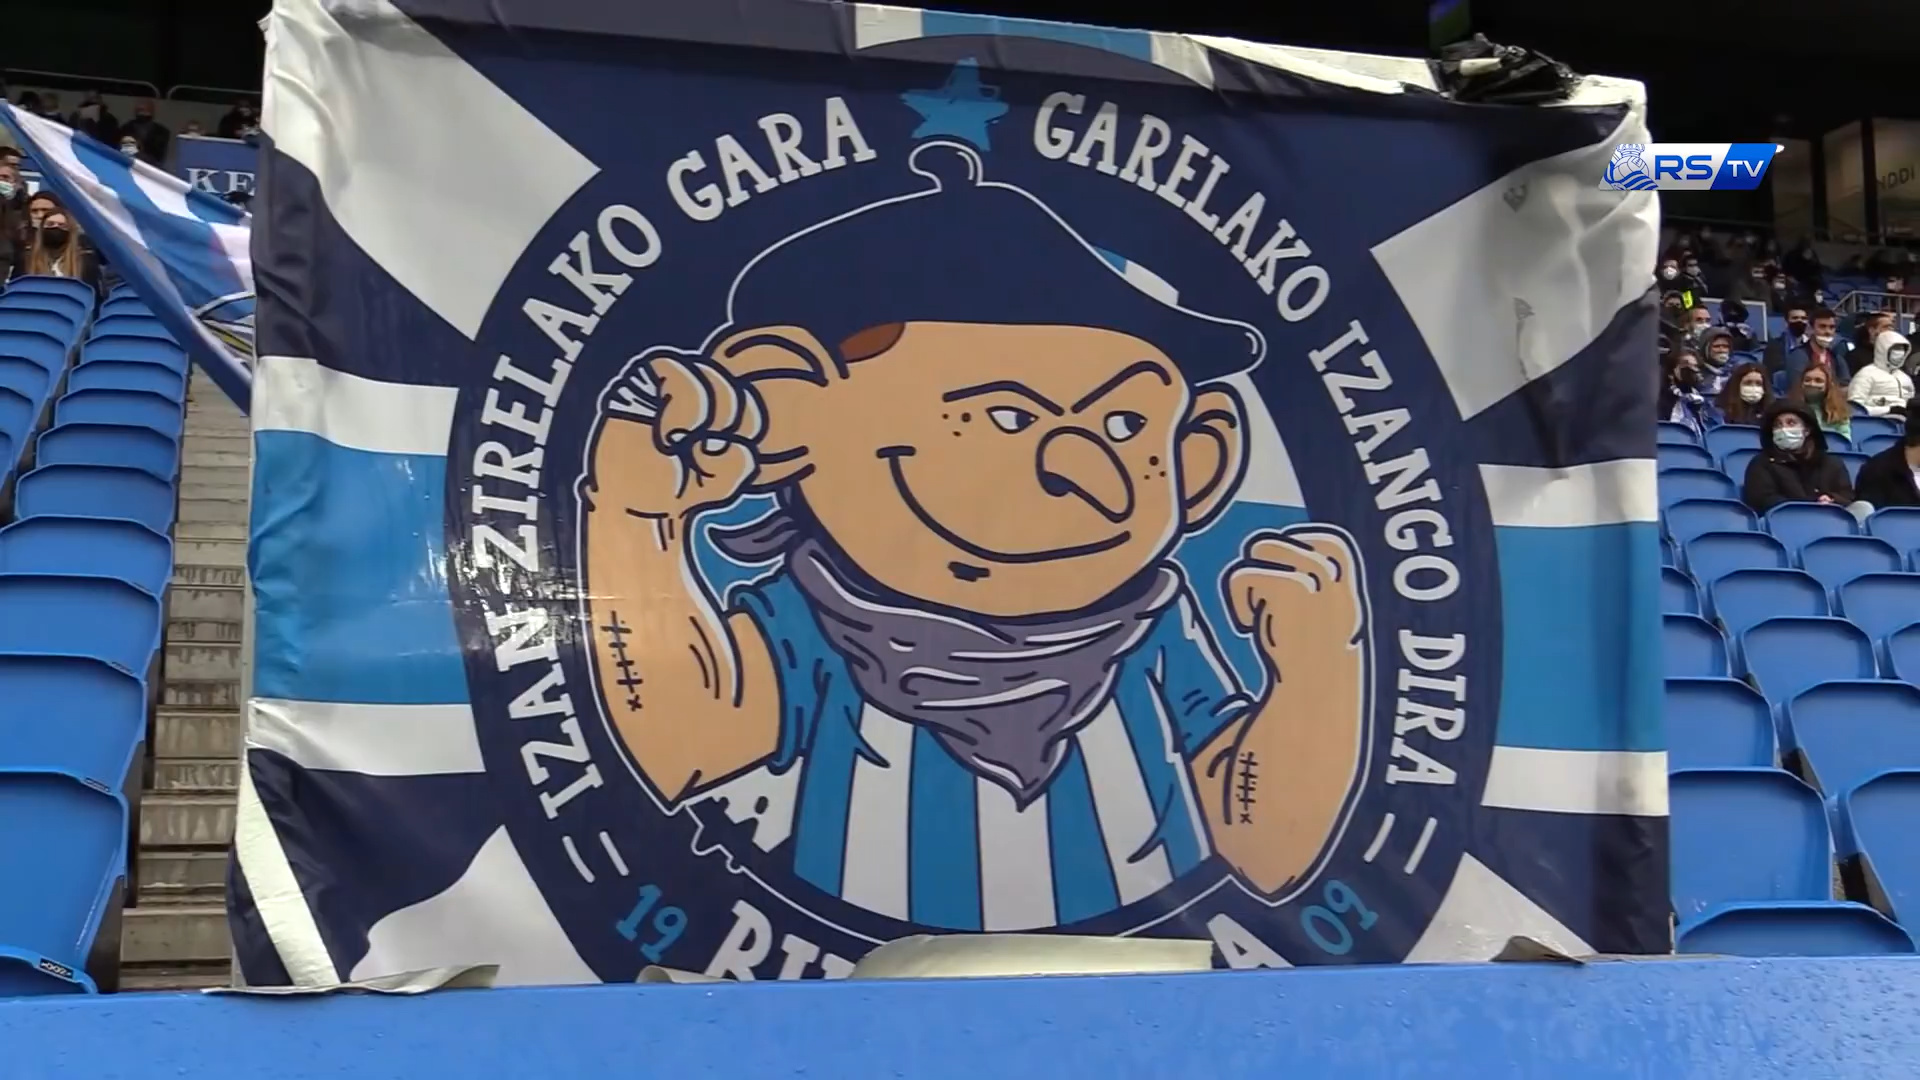 IZAN ZIRELAKO GARA
GARELAKO IZANGO DIRA
19
09
RS TV